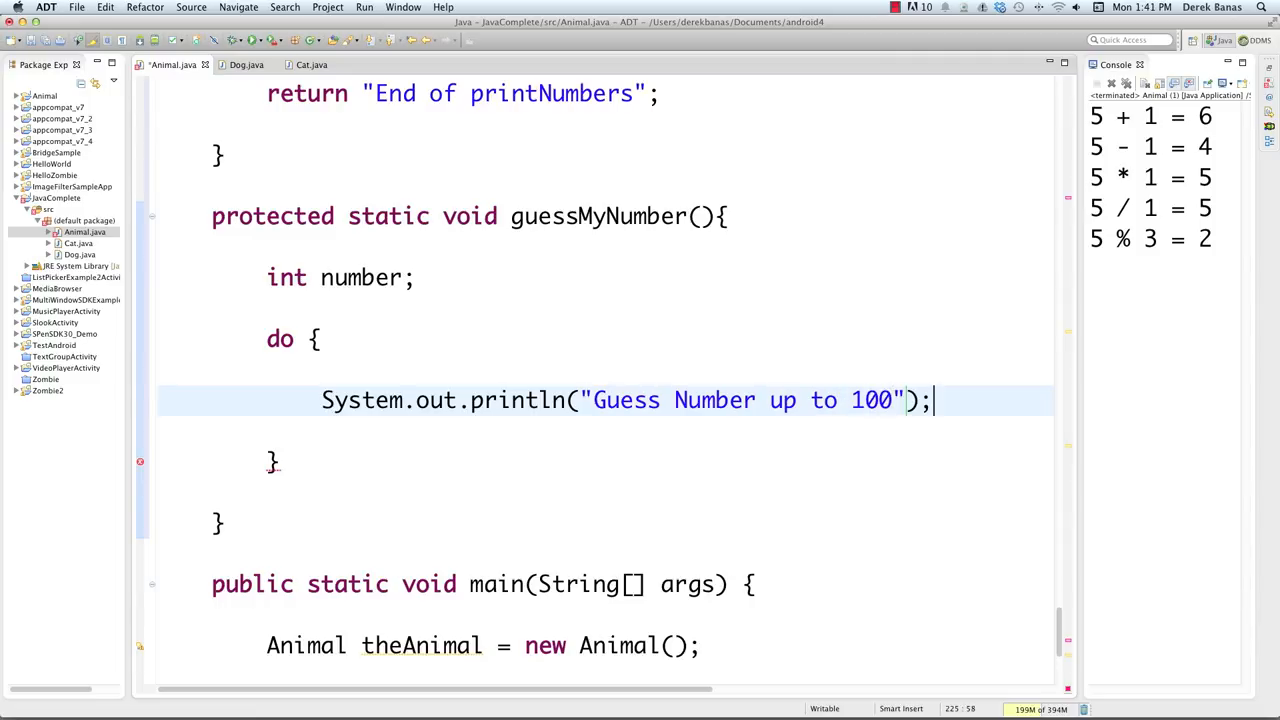 ADT File Edit Refactor Source Navigate Search Project Run Window Help 10 Mon 1:41 PM Derek Banas
Java - JavaComplete/src/Animal.java - ADT - /Users/derekbanas/Documents/android4
Quick Access Java DDMS
Package Exp
*Animal.java Dog.java Cat.java
Console
<terminated> Animal (1) [Java Application] /S
Animal
appcompat_v7
appcompat_v7_2
appcompat_v7_3
appcompat_v7_4
BridgeSample
HelloWorld
HelloZombie
ImageFilterSampleApp
JavaComplete
src
(default package)
Animal.java
Cat.java
Dog.java
JRE System Library [Ja
ListPickerExample2Activi
MediaBrowser
MultiWindowSDKExample
MusicPlayerActivity
SlookActivity
SPenSDK30_Demo
TestAndroid
TextGroupActivity
VideoPlayerActivity
Zombie
Zombie2
return "End of printNumbers";
}
protected static void guessMyNumber(){
int number;
do {
System.out.println("Guess Number up to 100");
}
}
public static void main(String[] args) {
Animal theAnimal = new Animal();
5 + 1 = 6
5 - 1 = 4
5 * 1 = 5
5 / 1 = 5
5 % 3 = 2
Writable Smart Insert 225 : 58 199M of 394M